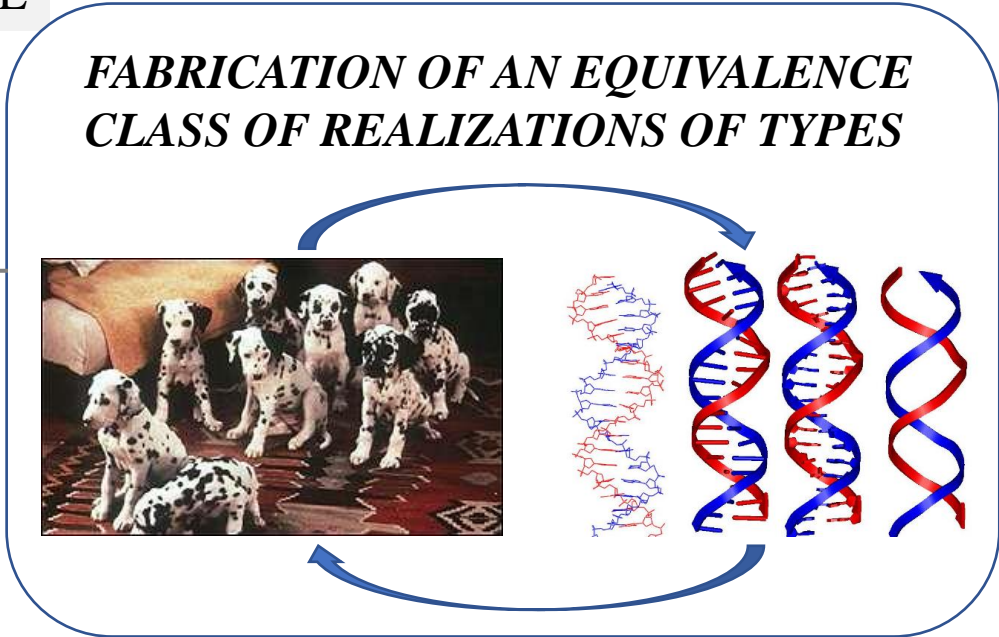 FABRICATION OF AN EQUIVALENCE
CLASS OF REALIZATIONS OF TYPES